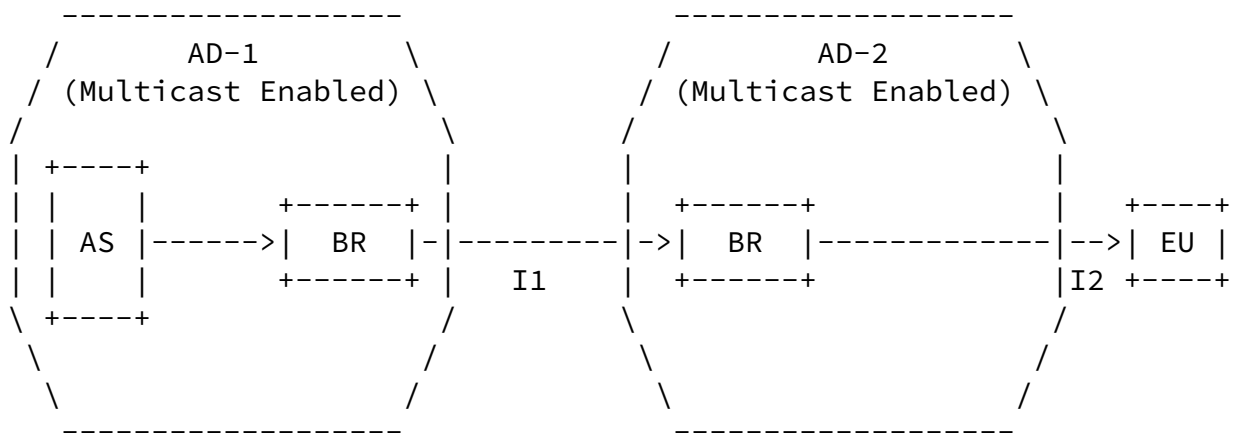 AD-1 AD-2
(Multicast Enabled) (Multicast Enabled)
AS BR BR EU
I1 I2